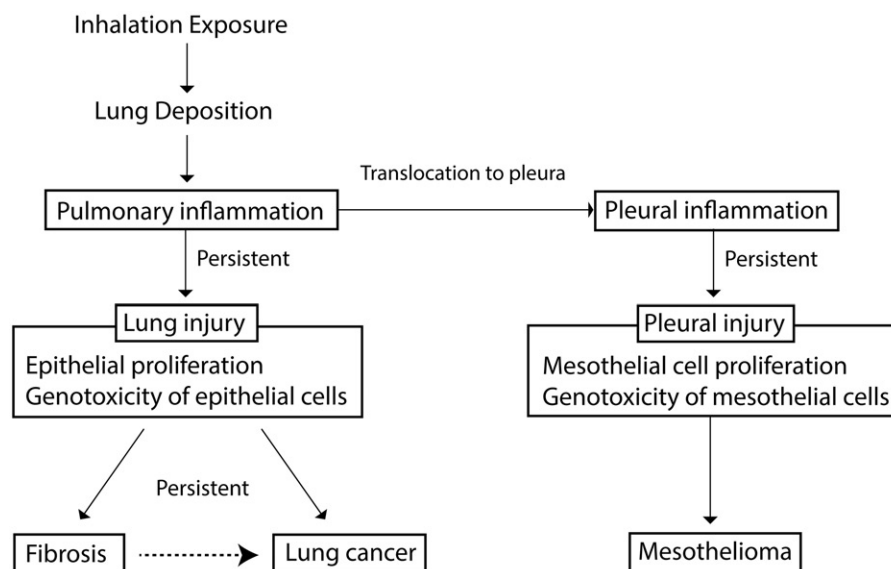 Inhalation Exposure
Lung Deposition
Translocation to pleura
Pulmonary inflammation
Pleural inflammation
Persistent
Persistent
Lung injury
Pleural injury
Epithelial proliferation
Genotoxicity of epithelial cells
Mesothelial cell proliferation
Genotoxicity of mesothelial cells
Persistent
Fibrosis
Lung cancer
Mesothelioma